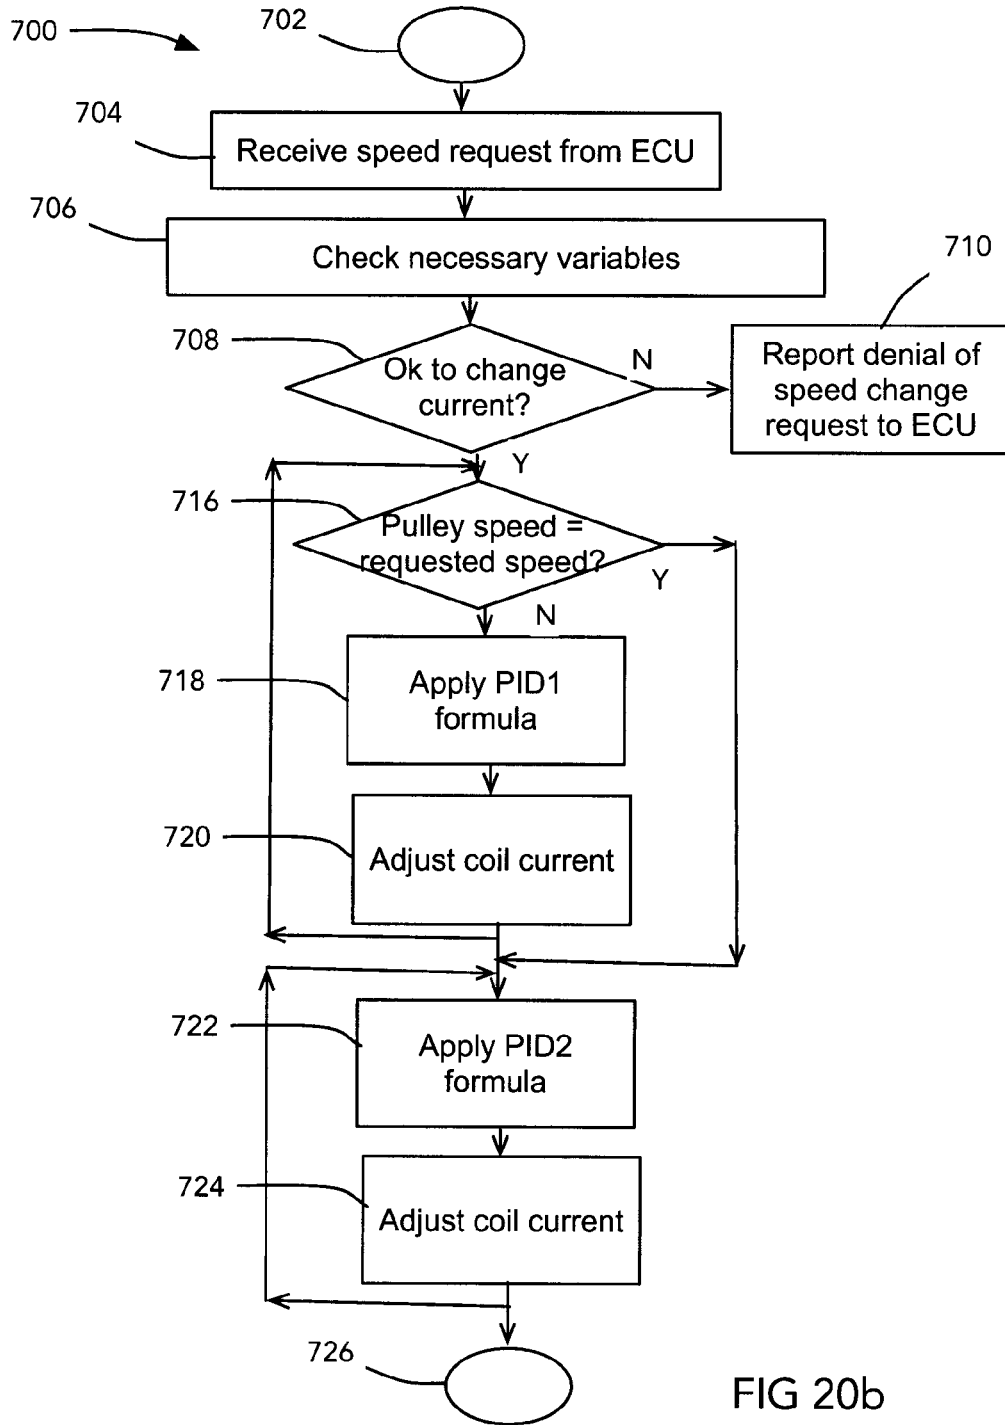 700
702
704
Receive speed request from ECU
706
Check necessary variables
710
708
Ok to change
current?
N
Report denial of
speed change
request to ECU
Y
716
Pulley speed =
requested speed?
Y
N
718
Apply PID1
formula
720
Adjust coil current
722
Apply PID2
formula
724
Adjust coil current
726
FIG 20b